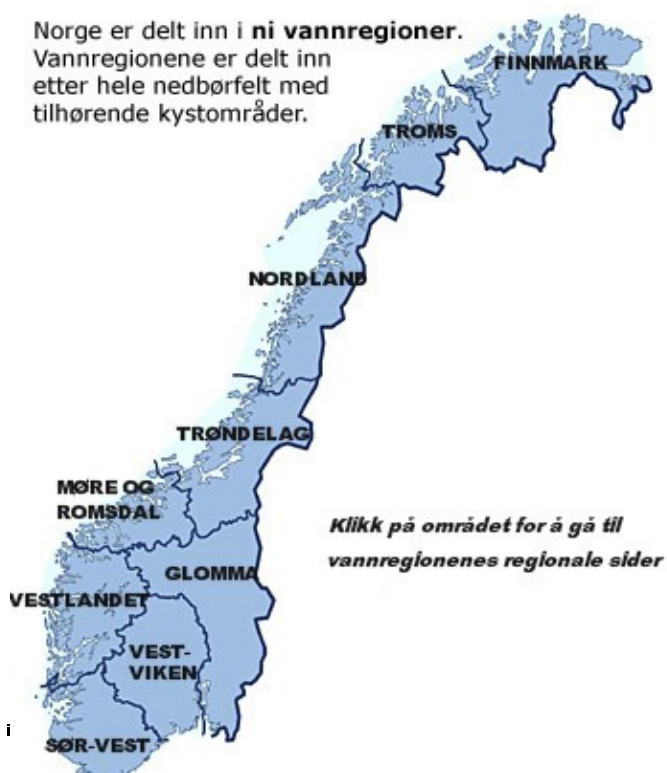 Norge er delt inn i ni vannregioner.
Vannregionene er delt inn
etter hele nedbørfelt med
tilhørende kystområder.
FINNMARK
TROMS
NORDLAND
TRØNDELAG
MØRE OG
ROMSDAL
Klikk på området for å gå til
vannregionenes regionale sider
GLOMMA
VESTLANDET
VEST-
VIKEN
i
SØR-VEST